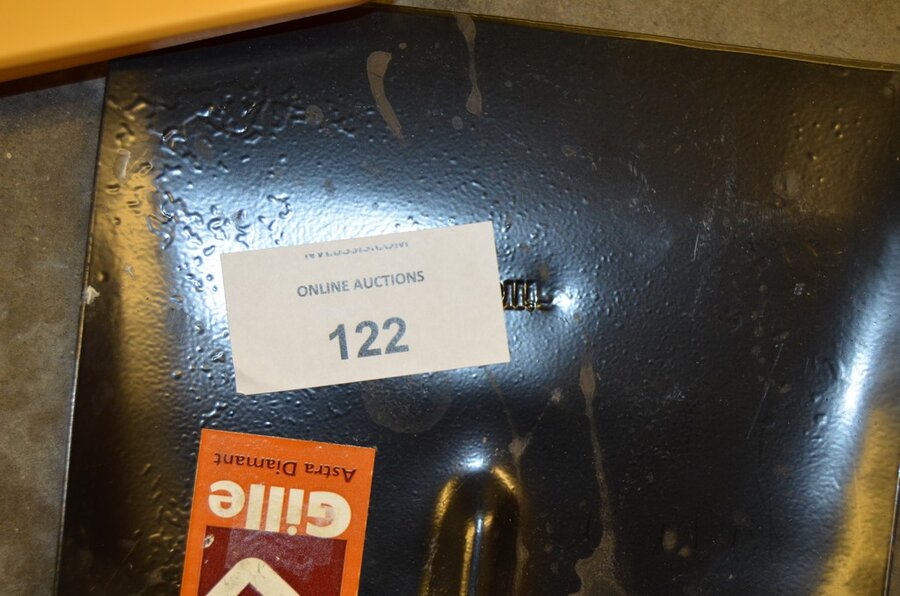 ONLINE AUCTIONS
122
Astra Diamant
Gille